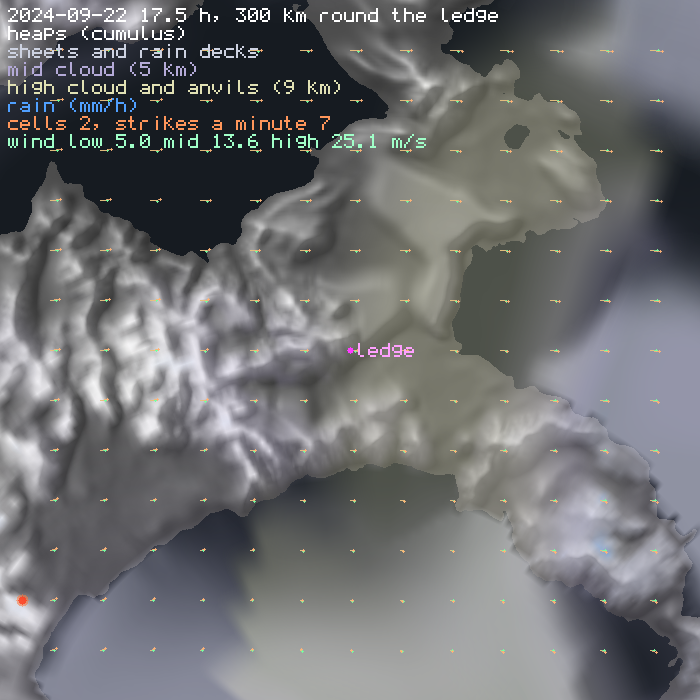 2024-09-22 17.5 h, 300 km round the ledge
heaps (cumulus)
sheets and rain decks
mid cloud (5 km)
high cloud and anvils (9 km)
rain (mm/h)
cells 2, strikes a minute 7
wind low 5.0 mid 13.6 high 25.1 m/s
ledge